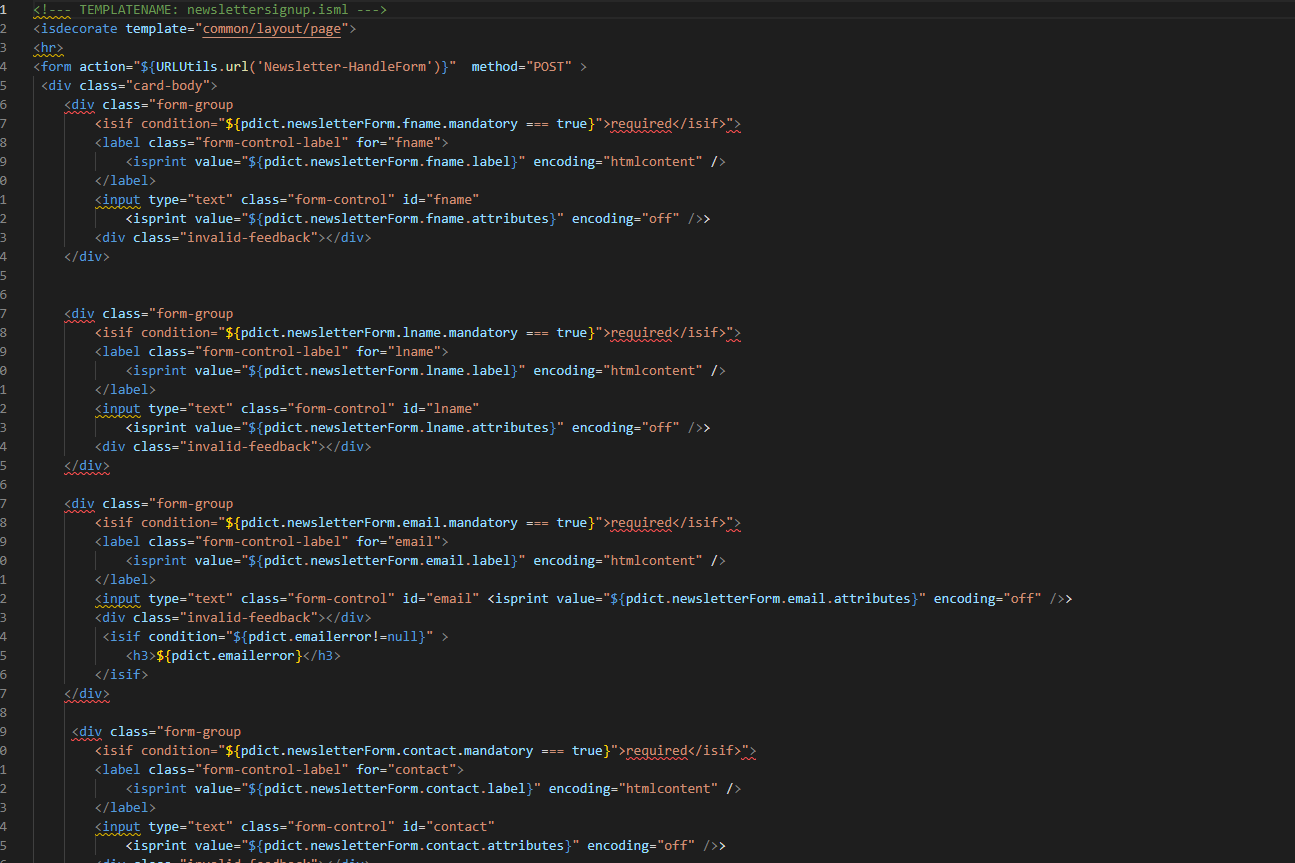 1 <!--- TEMPLATENAME: newslettersignup.isml --->
2 <isdecorate template="common/layout/page">
3 <hr>
4 <form action="${URLUtils.url('Newsletter-HandleForm')}"  method="POST" >
5  <div class="card-body">
6     <div class="form-group
7         <isif condition="${pdict.newsletterForm.fname.mandatory === true}">required</isif>">
8         <label class="form-control-label" for="fname">
9             <isprint value="${pdict.newsletterForm.fname.label}" encoding="htmlcontent" />
0         </label>
1         <input type="text" class="form-control" id="fname"
2             <isprint value="${pdict.newsletterForm.fname.attributes}" encoding="off" />>
3         <div class="invalid-feedback"></div>
4     </div>
5
6
7     <div class="form-group
8         <isif condition="${pdict.newsletterForm.lname.mandatory === true}">required</isif>">
9         <label class="form-control-label" for="lname">
0             <isprint value="${pdict.newsletterForm.lname.label}" encoding="htmlcontent" />
1         </label>
2         <input type="text" class="form-control" id="lname"
3             <isprint value="${pdict.newsletterForm.lname.attributes}" encoding="off" />>
4         <div class="invalid-feedback"></div>
5     </div>
6
7     <div class="form-group
8         <isif condition="${pdict.newsletterForm.email.mandatory === true}">required</isif>">
9         <label class="form-control-label" for="email">
0             <isprint value="${pdict.newsletterForm.email.label}" encoding="htmlcontent" />
1         </label>
2         <input type="text" class="form-control" id="email" <isprint value="${pdict.newsletterForm.email.attributes}" encoding="off" />>
3         <div class="invalid-feedback"></div>
4          <isif condition="${pdict.emailerror!=null}" >
5             <h3>${pdict.emailerror}</h3>
6         </isif>
7     </div>
8
9      <div class="form-group
0         <isif condition="${pdict.newsletterForm.contact.mandatory === true}">required</isif>">
1         <label class="form-control-label" for="contact">
2             <isprint value="${pdict.newsletterForm.contact.label}" encoding="htmlcontent" />
3         </label>
4         <input type="text" class="form-control" id="contact"
5             <isprint value="${pdict.newsletterForm.contact.attributes}" encoding="off" />>
6         <div class="invalid-feedback"></div>